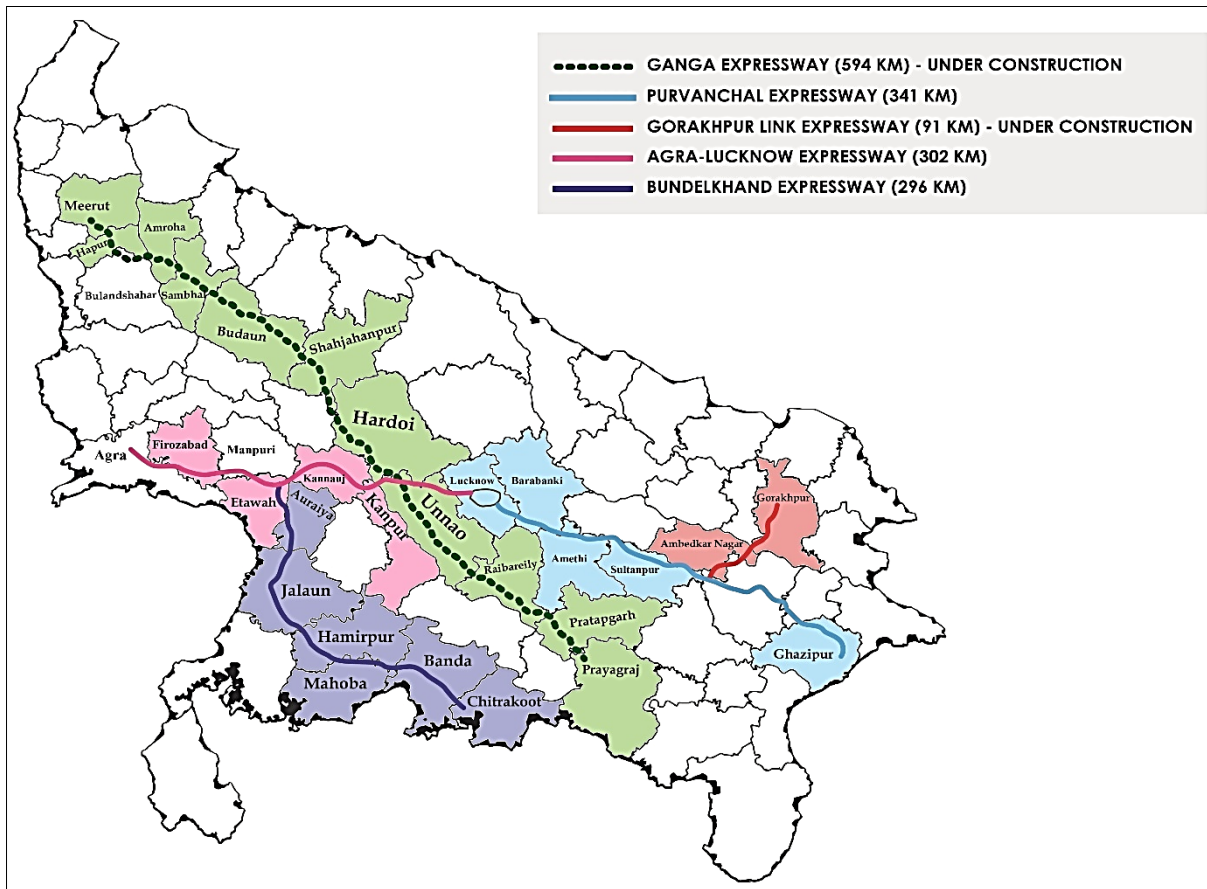 GANGA EXPRESSWAY (594 KM) - UNDER CONSTRUCTION
PURVANCHAL EXPRESSWAY (341 KM)
GORAKHPUR LINK EXPRESSWAY (91 KM) - UNDER CONSTRUCTION
AGRA-LUCKNOW EXPRESSWAY (302 KM)
BUNDELKHAND EXPRESSWAY (296 KM)
Meerut
Amroha
Hapur
Bulandshahar
Sambhal
Budaun
Shahjahanpur
Hardoi
Firozabad
Manpuri
Agra
Kannauj
Lucknow
Barabanki
Etawah
Auraiya
Kanpur
Unnao
Gorakhpur
Ambedkar Nagar
Raibareily
Amethi
Sultanpur
Jalaun
Pratapgarh
Hamirpur
Banda
Ghazipur
Prayagraj
Mahoba
Chitrakoot